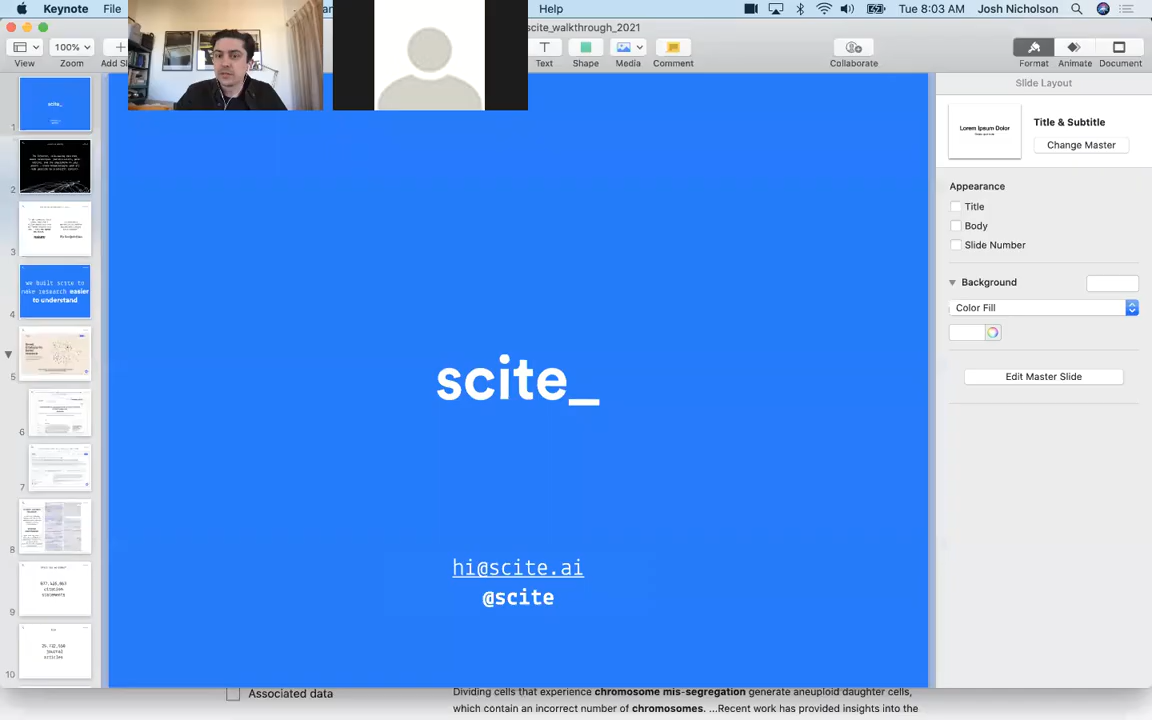 Keynote File Help Tue 8:03 AM Josh Nicholson
scite_walkthrough_2021
View 100% Zoom Add Text Shape Media Comment Collaborate Format Animate Document
Slide Layout
Lorem Ipsum Dolor
Title & Subtitle
Change Master
Appearance
Title
Body
Slide Number
Background
Color Fill
Edit Master Slide
scite_
1
2
3
we built scite to
make research easier
to understand
4
5
6
7
8
9
10
scite_
hi@scite.ai
@scite
Associated data
Dividing cells that experience chromosome mis-segregation generate aneuploid daughter cells,
which contain an incorrect number of chromosomes. ...Recent work has provided insights into the